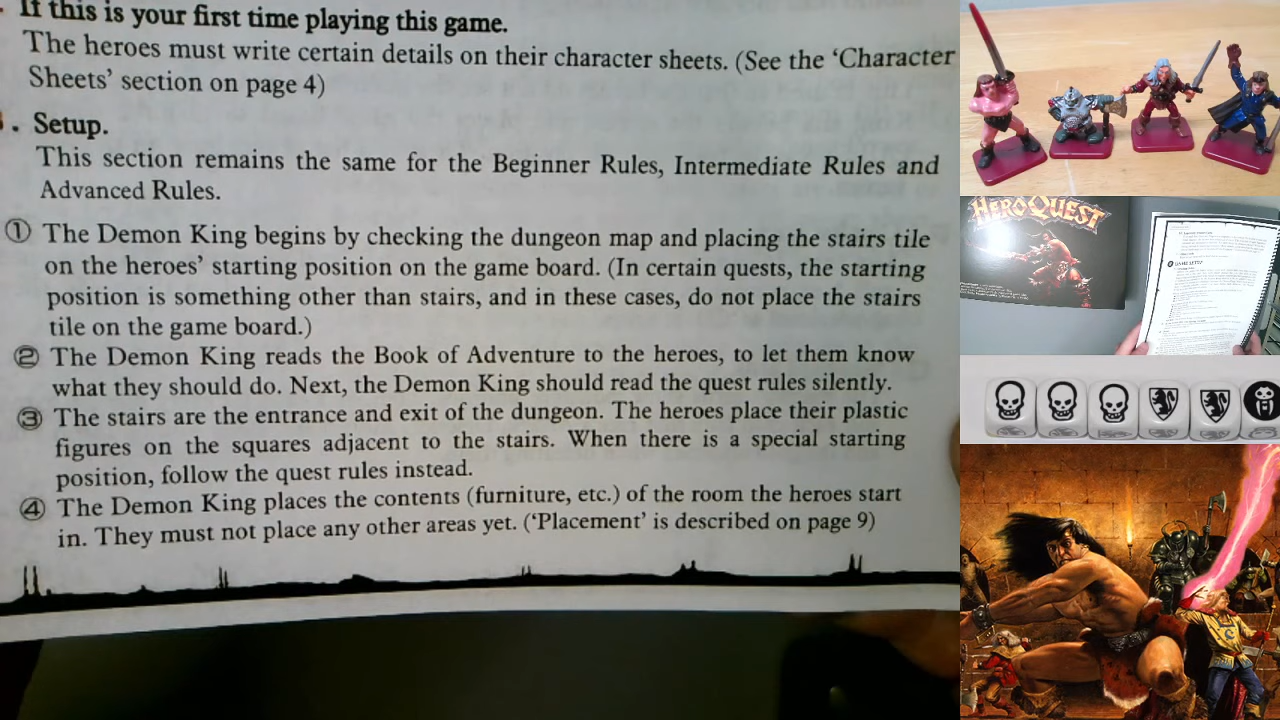 If this is your first time playing this game.
The heroes must write certain details on their character sheets. (See the ‘Character
Sheets’ section on page 4)
. Setup.
This section remains the same for the Beginner Rules, Intermediate Rules and
Advanced Rules.
① The Demon King begins by checking the dungeon map and placing the stairs tile
on the heroes’ starting position on the game board. (In certain quests, the starting
position is something other than stairs, and in these cases, do not place the stairs
tile on the game board.)
② The Demon King reads the Book of Adventure to the heroes, to let them know
what they should do. Next, the Demon King should read the quest rules silently.
③ The stairs are the entrance and exit of the dungeon. The heroes place their plastic
figures on the squares adjacent to the stairs. When there is a special starting
position, follow the quest rules instead.
④ The Demon King places the contents (furniture, etc.) of the room the heroes start
in. They must not place any other areas yet. (‘Placement’ is described on page 9)
HEROQUEST